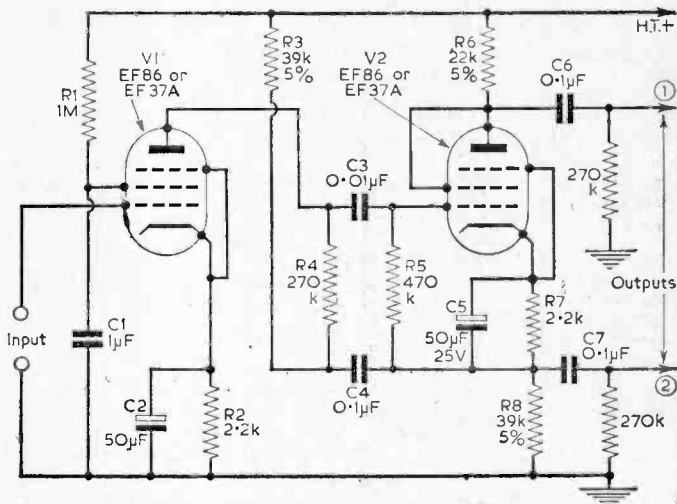 H.T.+
R3
39k
5%
V1
EF86 or
EF37A
V2
EF86 or
EF37A
R6
22k
5%
C6
0·1µF
①
R1
1M
C3
0·01µF
270
k
R4
270
k
R5
470
k
C5
50µF
25V
R7
2·2k
Outputs
Input
C1
1µF
C7
0·1µF
②
C4
0·1µF
C2
50µF
R2
2·2k
R8
39k
5%
270k